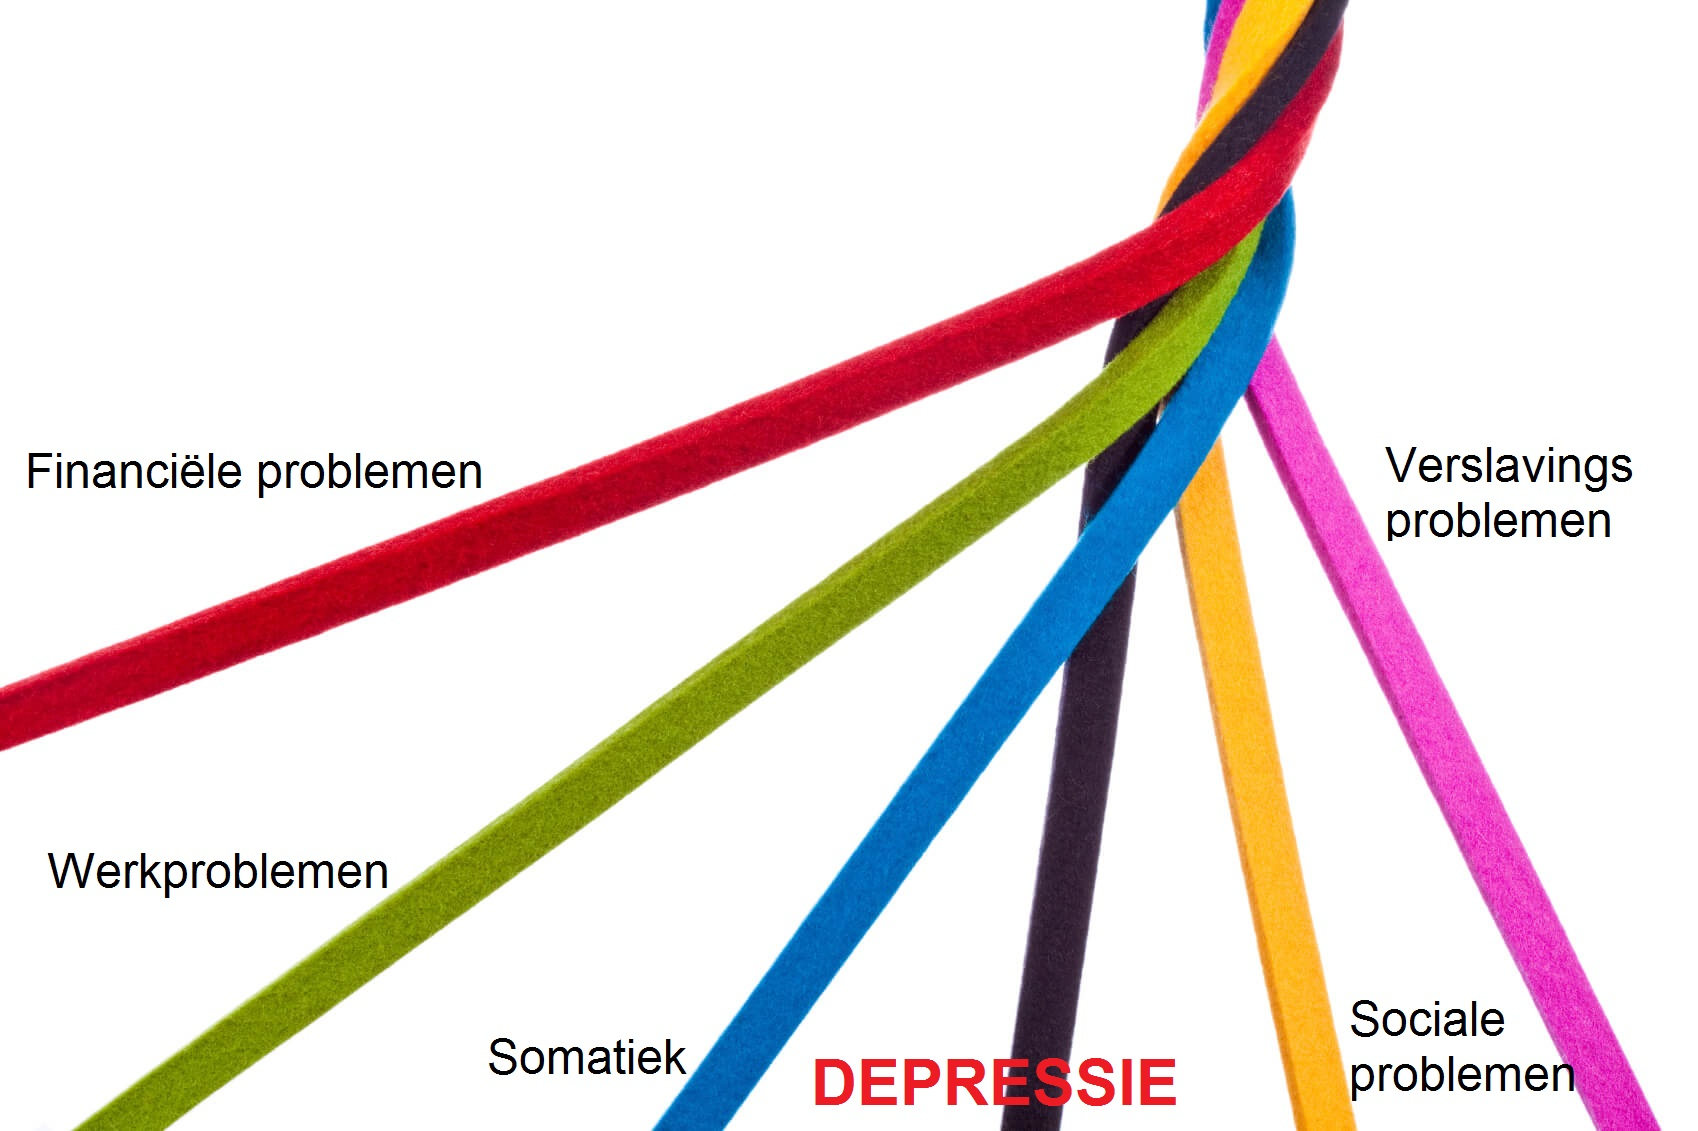 Financiële problemen
Verslavings
problemen
Werkproblemen
Somatiek
DEPRESSIE
Sociale
problemen